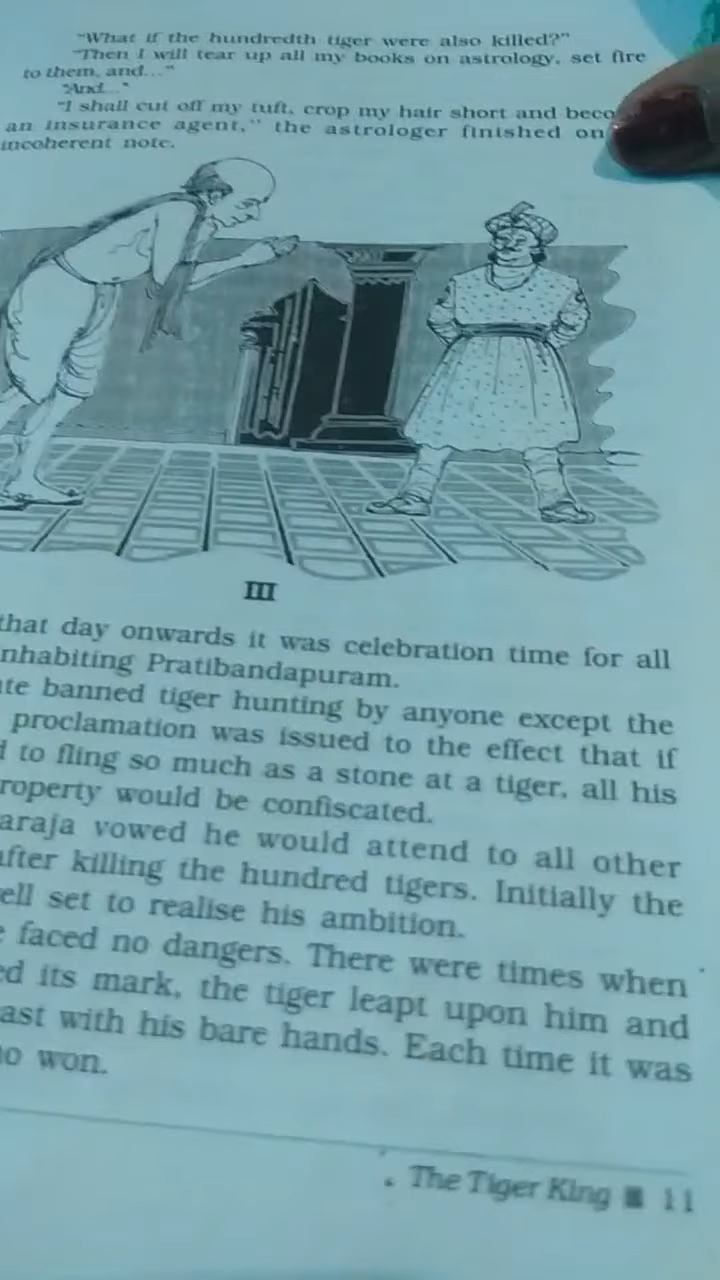 "What if the hundredth tiger were also killed?"
"Then I will tear up all my books on astrology, set fire
to them, and..."
"And..."
"I shall cut off my tuft, crop my hair short and beco
an insurance agent," the astrologer finished on
incoherent note.
III
that day onwards it was celebration time for all
nhabiting Pratibandapuram.
ate banned tiger hunting by anyone except the
proclamation was issued to the effect that if
d to fling so much as a stone at a tiger, all his
roperty would be confiscated.
araja vowed he would attend to all other
after killing the hundred tigers. Initially the
ell set to realise his ambition.
e faced no dangers. There were times when
ed its mark, the tiger leapt upon him and
ast with his bare hands. Each time it was
ho won.
The Tiger King ■ 11